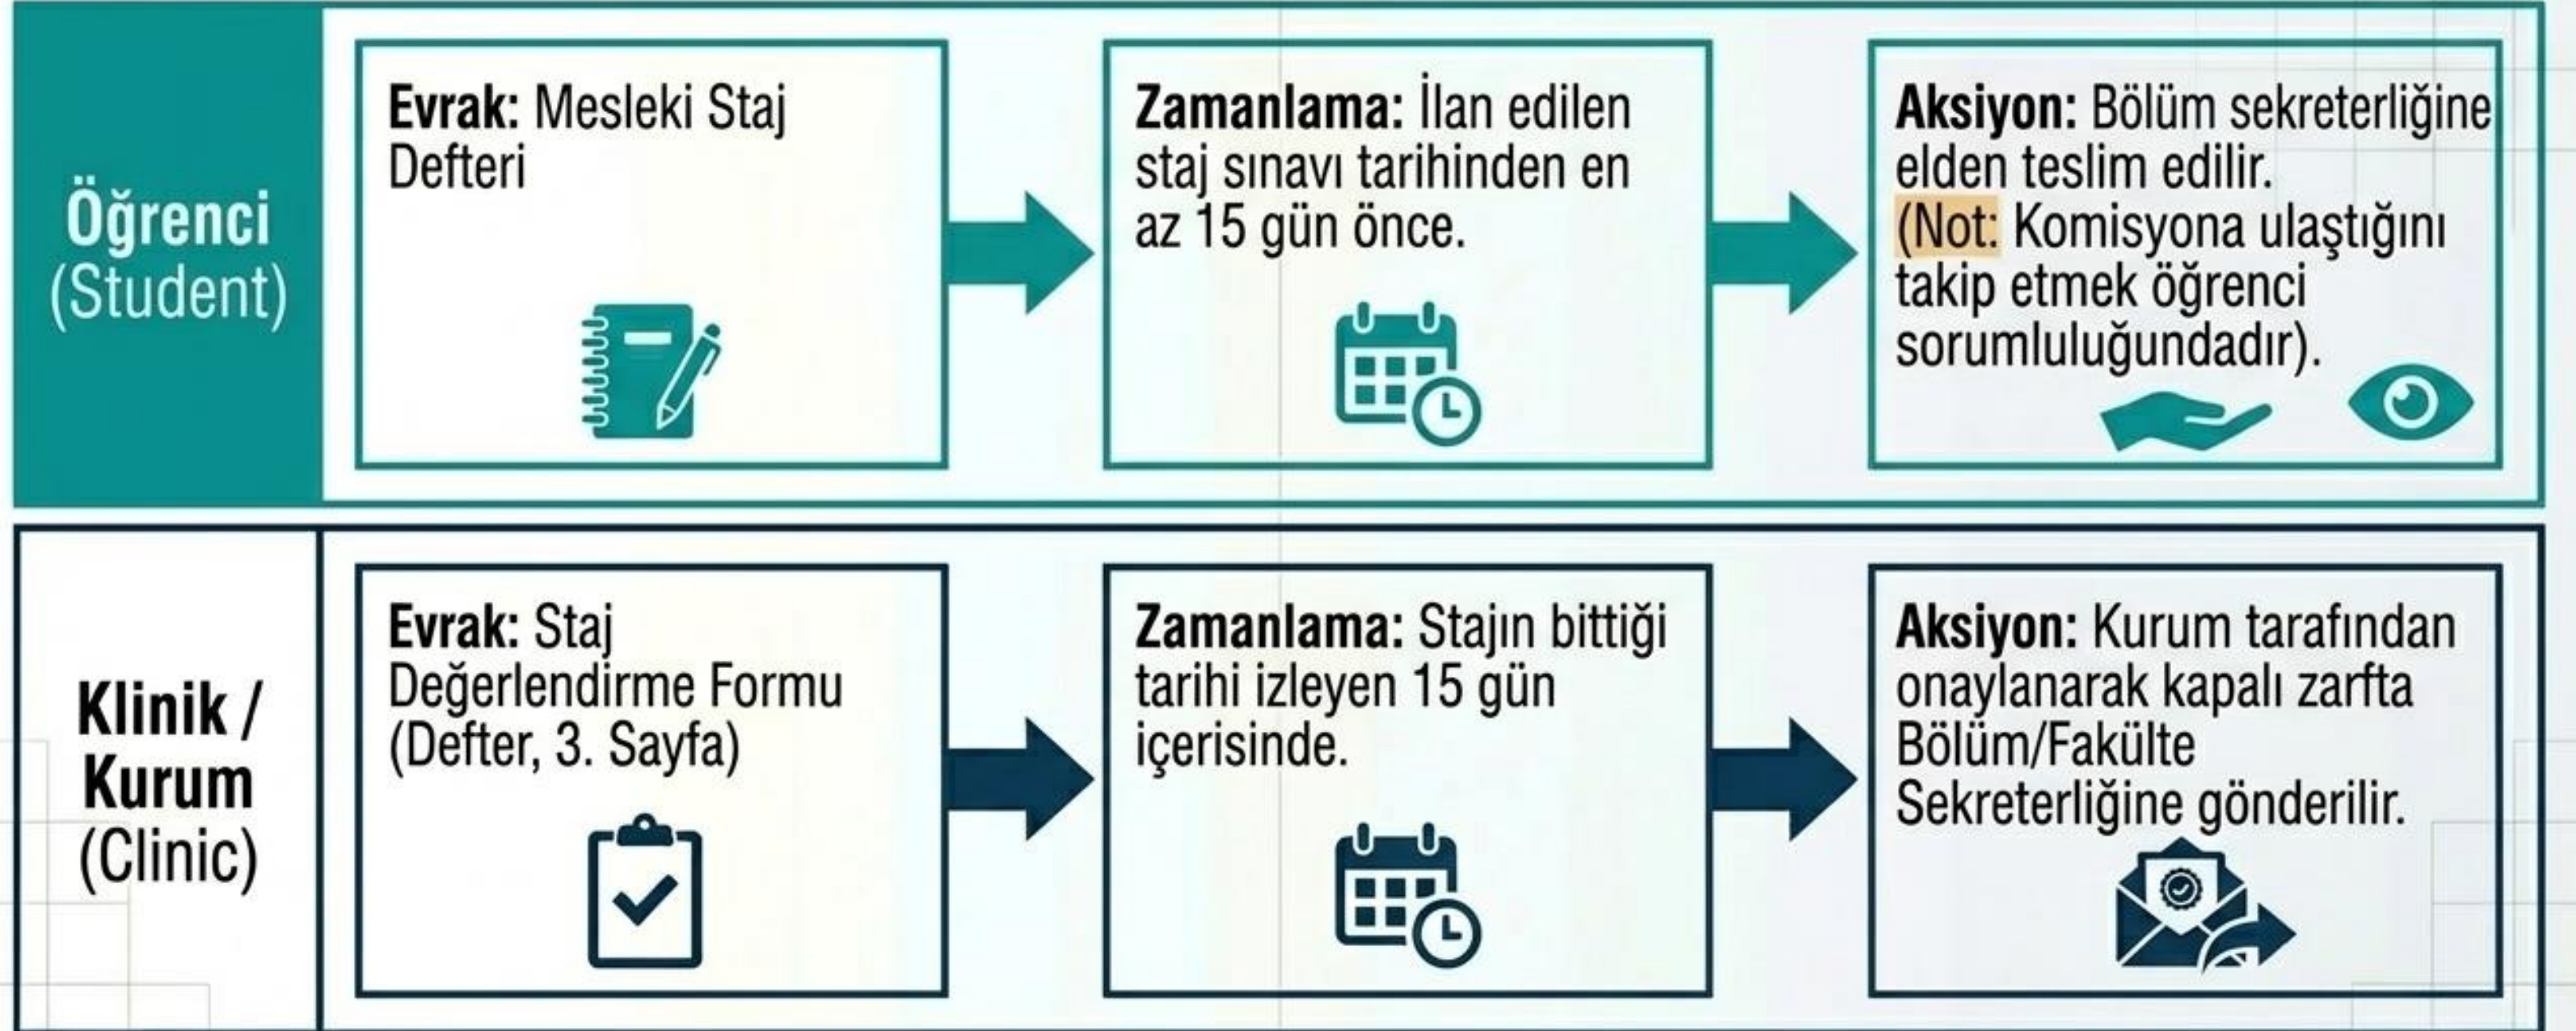 Öğrenci
(Student)
Evrak: Mesleki Staj
Defteri
Zamanlama: İlan edilen
staj sınavı tarihinden en
az 15 gün önce.
Aksiyon: Bölüm sekreterliğine
elden teslim edilir.
(Not: Komisyona ulaştığını
takip etmek öğrenci
sorumluluğundadır).
Klinik /
Kurum
(Clinic)
Evrak: Staj
Değerlendirme Formu
(Defter, 3. Sayfa)
Zamanlama: Stajın bittiği
tarihi izleyen 15 gün
içerisinde.
Aksiyon: Kurum tarafından
onaylanarak kapalı zarfta
Bölüm/Fakülte
Sekreterliğine gönderilir.